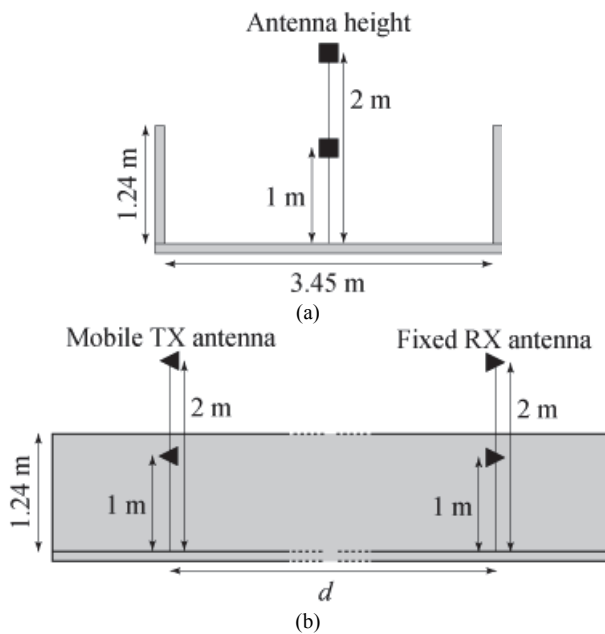 Antenna height
2 m
1.24 m
1 m
3.45 m
(a)
Mobile TX antenna
Fixed RX antenna
2 m
2 m
1.24 m
1 m
1 m
d
(b)